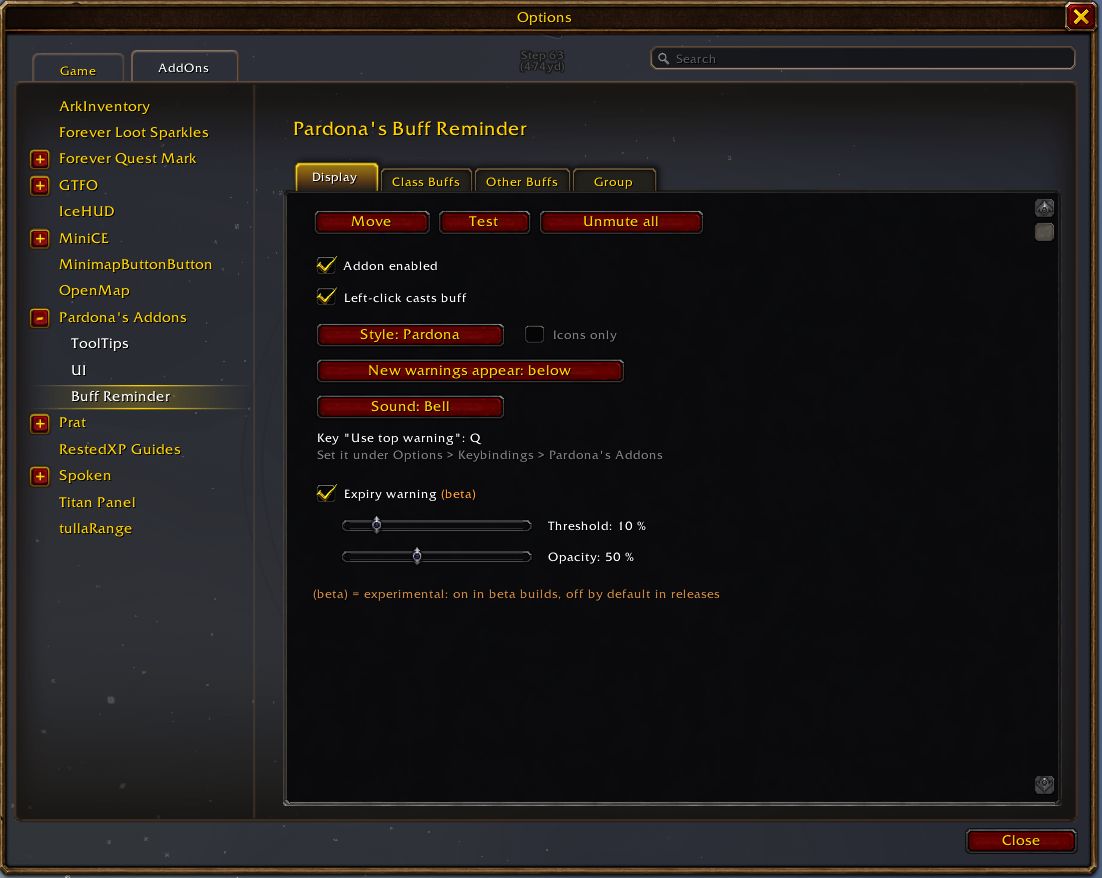 Options
Game
AddOns
Step 63
(474yd)
Search
ArkInventory
Forever Loot Sparkles
Forever Quest Mark
GTFO
IceHUD
MiniCE
MinimapButtonButton
OpenMap
Pardona's Addons
ToolTips
UI
Buff Reminder
Prat
RestedXP Guides
Spoken
Titan Panel
tullaRange
Pardona's Buff Reminder
Display
Class Buffs
Other Buffs
Group
Move
Test
Unmute all
Addon enabled
Left-click casts buff
Style: Pardona
Icons only
New warnings appear: below
Sound: Bell
Key "Use top warning": Q
Set it under Options > Keybindings > Pardona's Addons
Expiry warning (beta)
Threshold: 10 %
Opacity: 50 %
(beta) = experimental: on in beta builds, off by default in releases
Close